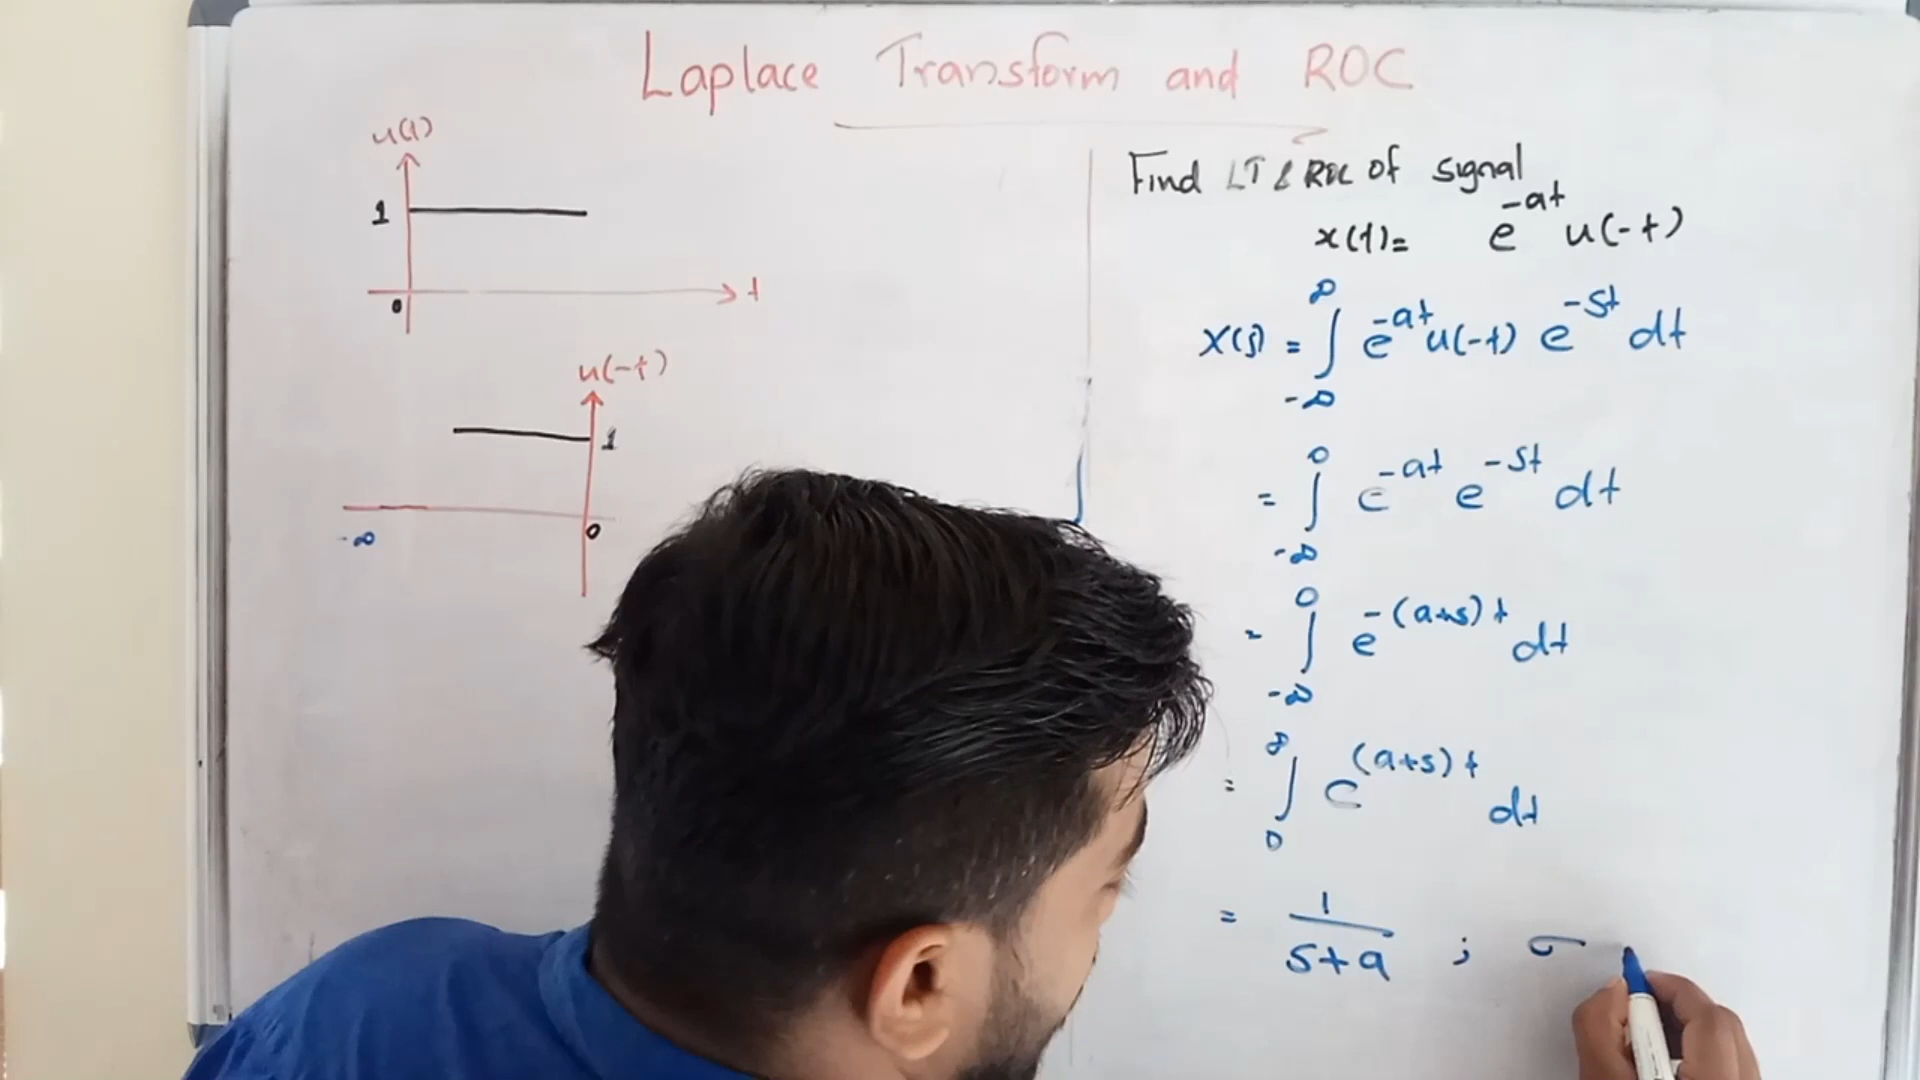 Laplace Transform and ROC
u(t)
1
0
t
u(-t)
1
-∞
0
Find LT & ROC of signal
x(t)= e^-at u(-t)
X(s) = ∫_-∞^∞ e^-at u(-t) e^-st dt
= ∫_-∞^0 e^-at e^-st dt
= ∫_-∞^0 e^-(a+s)t dt
= ∫_0^∞ e^(a+s)t dt
= 1/(s+a) ; σ